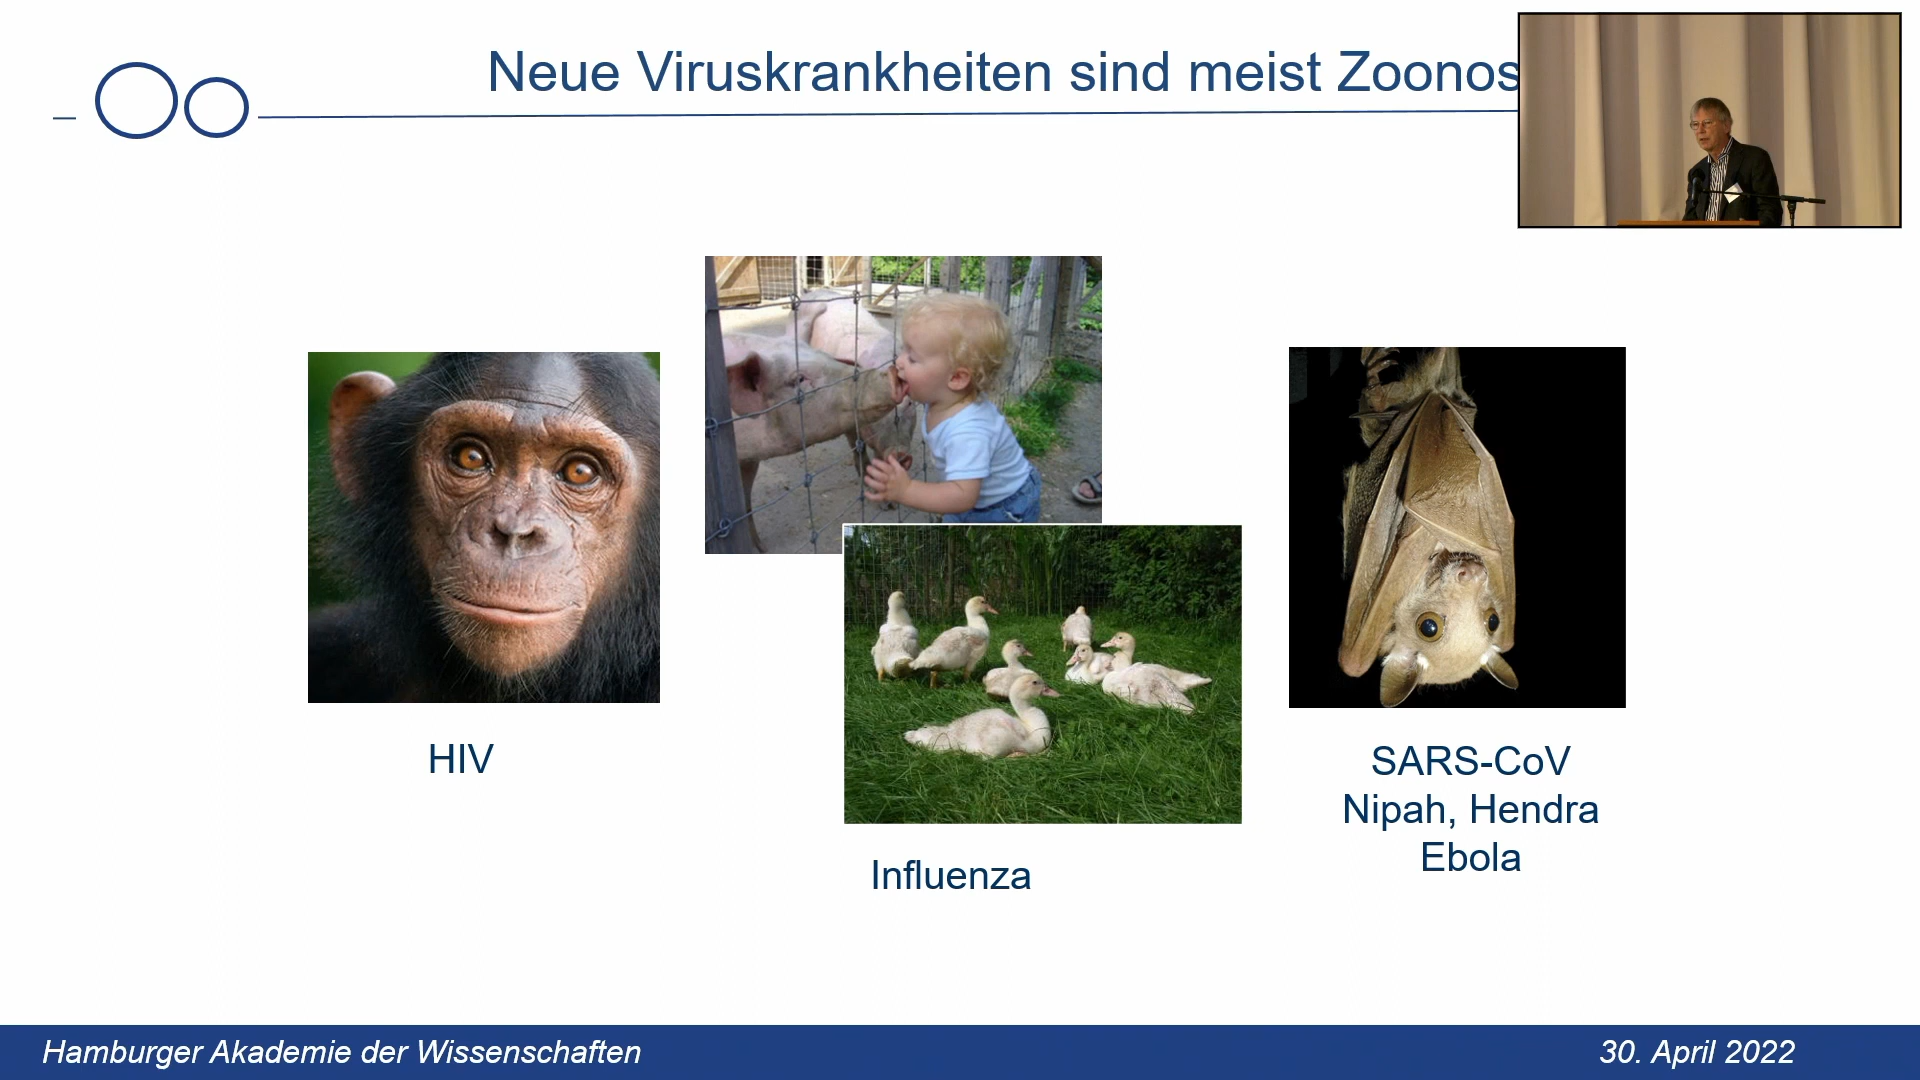 Neue Viruskrankheiten sind meist Zoonos
HIV
Influenza
SARS-CoV
Nipah, Hendra
Ebola
Hamburger Akademie der Wissenschaften
30. April 2022